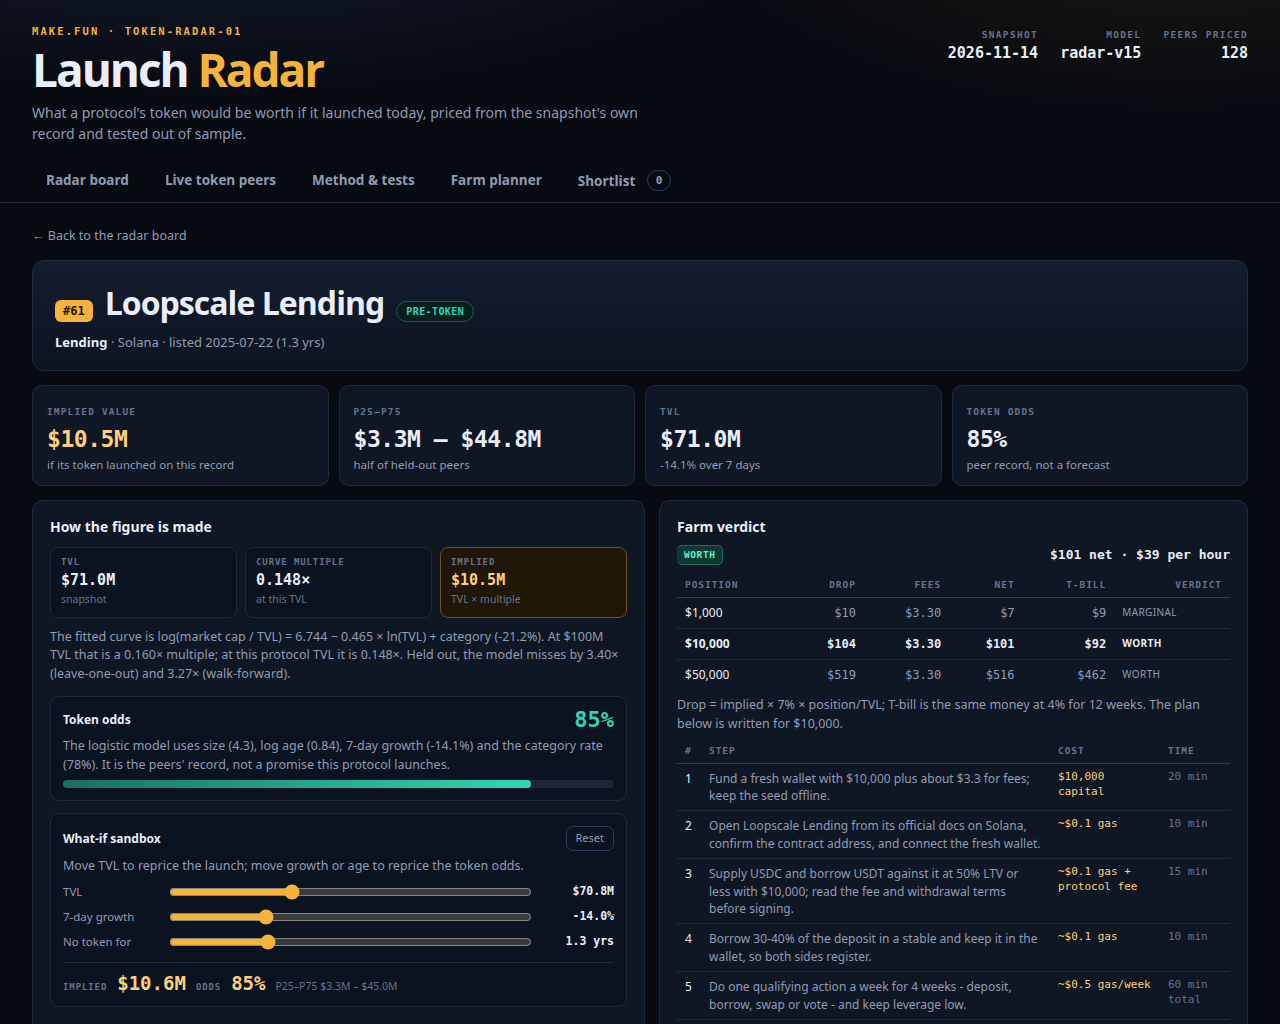 MAKE.FUN · TOKEN-RADAR-01
Launch Radar
What a protocol's token would be worth if it launched today, priced from the snapshot's own
record and tested out of sample.
SNAPSHOT
2026-11-14
MODEL
radar-v15
PEERS PRICED
128
Radar board
Live token peers
Method & tests
Farm planner
Shortlist 0
← Back to the radar board
#61 Loopscale Lending PRE-TOKEN
Lending · Solana · listed 2025-07-22 (1.3 yrs)
IMPLIED VALUE
$10.5M
if its token launched on this record
P25–P75
$3.3M — $44.8M
half of held-out peers
TVL
$71.0M
-14.1% over 7 days
TOKEN ODDS
85%
peer record, not a forecast
How the figure is made
TVL
$71.0M
snapshot
CURVE MULTIPLE
0.148×
at this TVL
IMPLIED
$10.5M
TVL × multiple
The fitted curve is log(market cap / TVL) = 6.744 − 0.465 × ln(TVL) + category (-21.2%). At $100M
TVL that is a 0.160× multiple; at this protocol TVL it is 0.148×. Held out, the model misses by 3.40×
(leave-one-out) and 3.27× (walk-forward).
Token odds 85%
The logistic model uses size (4.3), log age (0.84), 7-day growth (-14.1%) and the category rate
(78%). It is the peers' record, not a promise this protocol launches.
What-if sandbox Reset
Move TVL to reprice the launch; move growth or age to reprice the token odds.
TVL $70.8M
7-day growth -14.0%
No token for 1.3 yrs
IMPLIED $10.6M ODDS 85% P25–P75 $3.3M – $45.0M
Farm verdict
WORTH $101 net · $39 per hour
POSITION DROP FEES NET T-BILL VERDICT
$1,000 $10 $3.30 $7 $9 MARGINAL
$10,000 $104 $3.30 $101 $92 WORTH
$50,000 $519 $3.30 $516 $462 WORTH
Drop = implied × 7% × position/TVL; T-bill is the same money at 4% for 12 weeks. The plan
below is written for $10,000.
# STEP COST TIME
1 Fund a fresh wallet with $10,000 plus about $3.3 for fees; $10,000 20 min
keep the seed offline. capital
2 Open Loopscale Lending from its official docs on Solana, ~$0.1 gas 10 min
confirm the contract address, and connect the fresh wallet.
3 Supply USDC and borrow USDT against it at 50% LTV or ~$0.1 gas + 15 min
less with $10,000; read the fee and withdrawal terms protocol fee
before signing.
4 Borrow 30-40% of the deposit in a stable and keep it in the ~$0.1 gas 10 min
wallet, so both sides register.
5 Do one qualifying action a week for 4 weeks - deposit, ~$0.5 gas/week 60 min
borrow, swap or vote - and keep leverage low. total